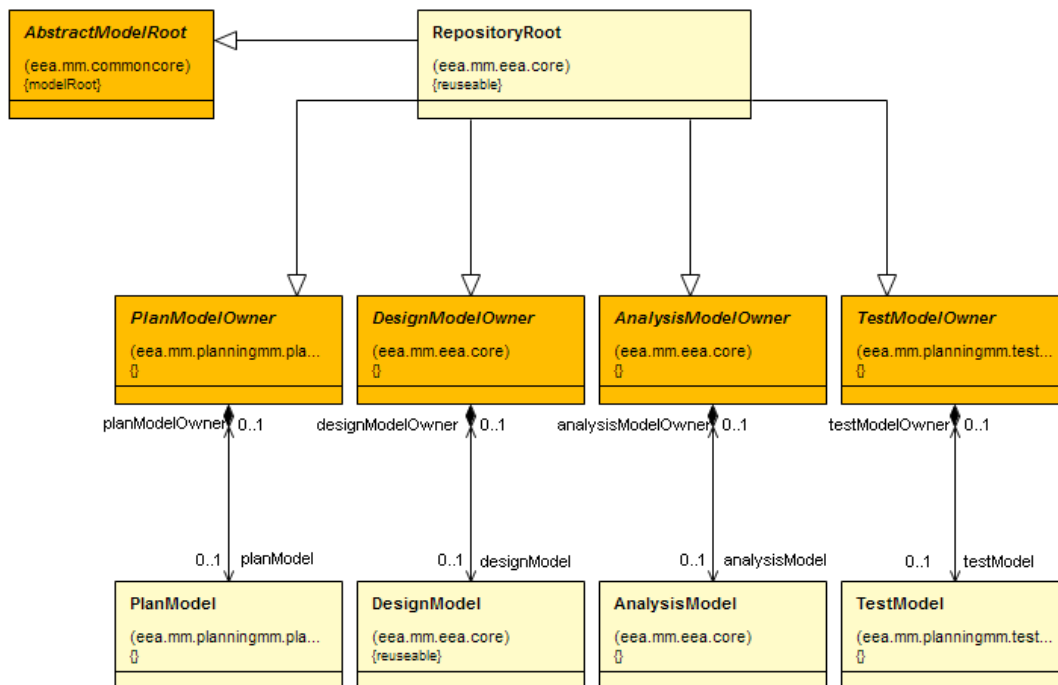 AbstractModelRoot
(eea.mm.commoncore)
{modelRoot}
RepositoryRoot
(eea.mm.eea.core)
{reuseable}
PlanModelOwner
(eea.mm.planningmm.pla...
{}
DesignModelOwner
(eea.mm.eea.core)
{}
AnalysisModelOwner
(eea.mm.eea.core)
{}
TestModelOwner
(eea.mm.planningmm.test...
{}
planModelOwner 0..1
designModelOwner 0..1
analysisModelOwner 0..1
testModelOwner 0..1
0..1 planModel
0..1 designModel
0..1 analysisModel
0..1 testModel
PlanModel
(eea.mm.planningmm.pla...
{}
DesignModel
(eea.mm.eea.core)
{reuseable}
AnalysisModel
(eea.mm.eea.core)
{}
TestModel
(eea.mm.planningmm.test...
{}